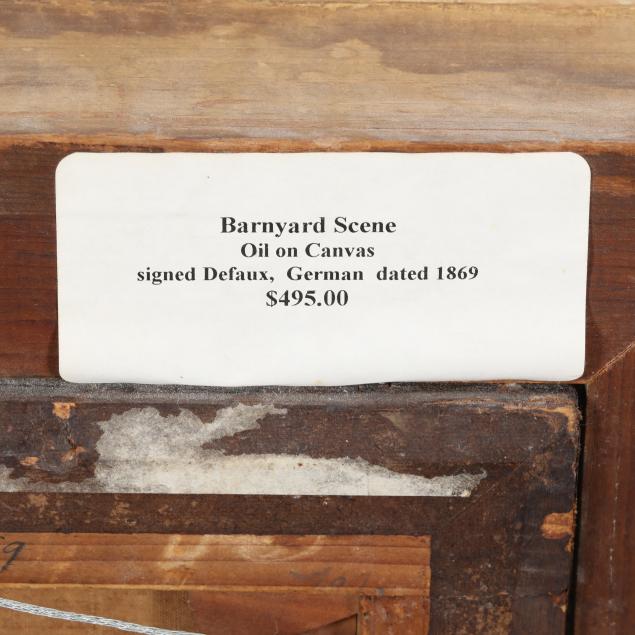 Barnyard Scene
Oil on Canvas
signed Defaux, German dated 1869
$495.00